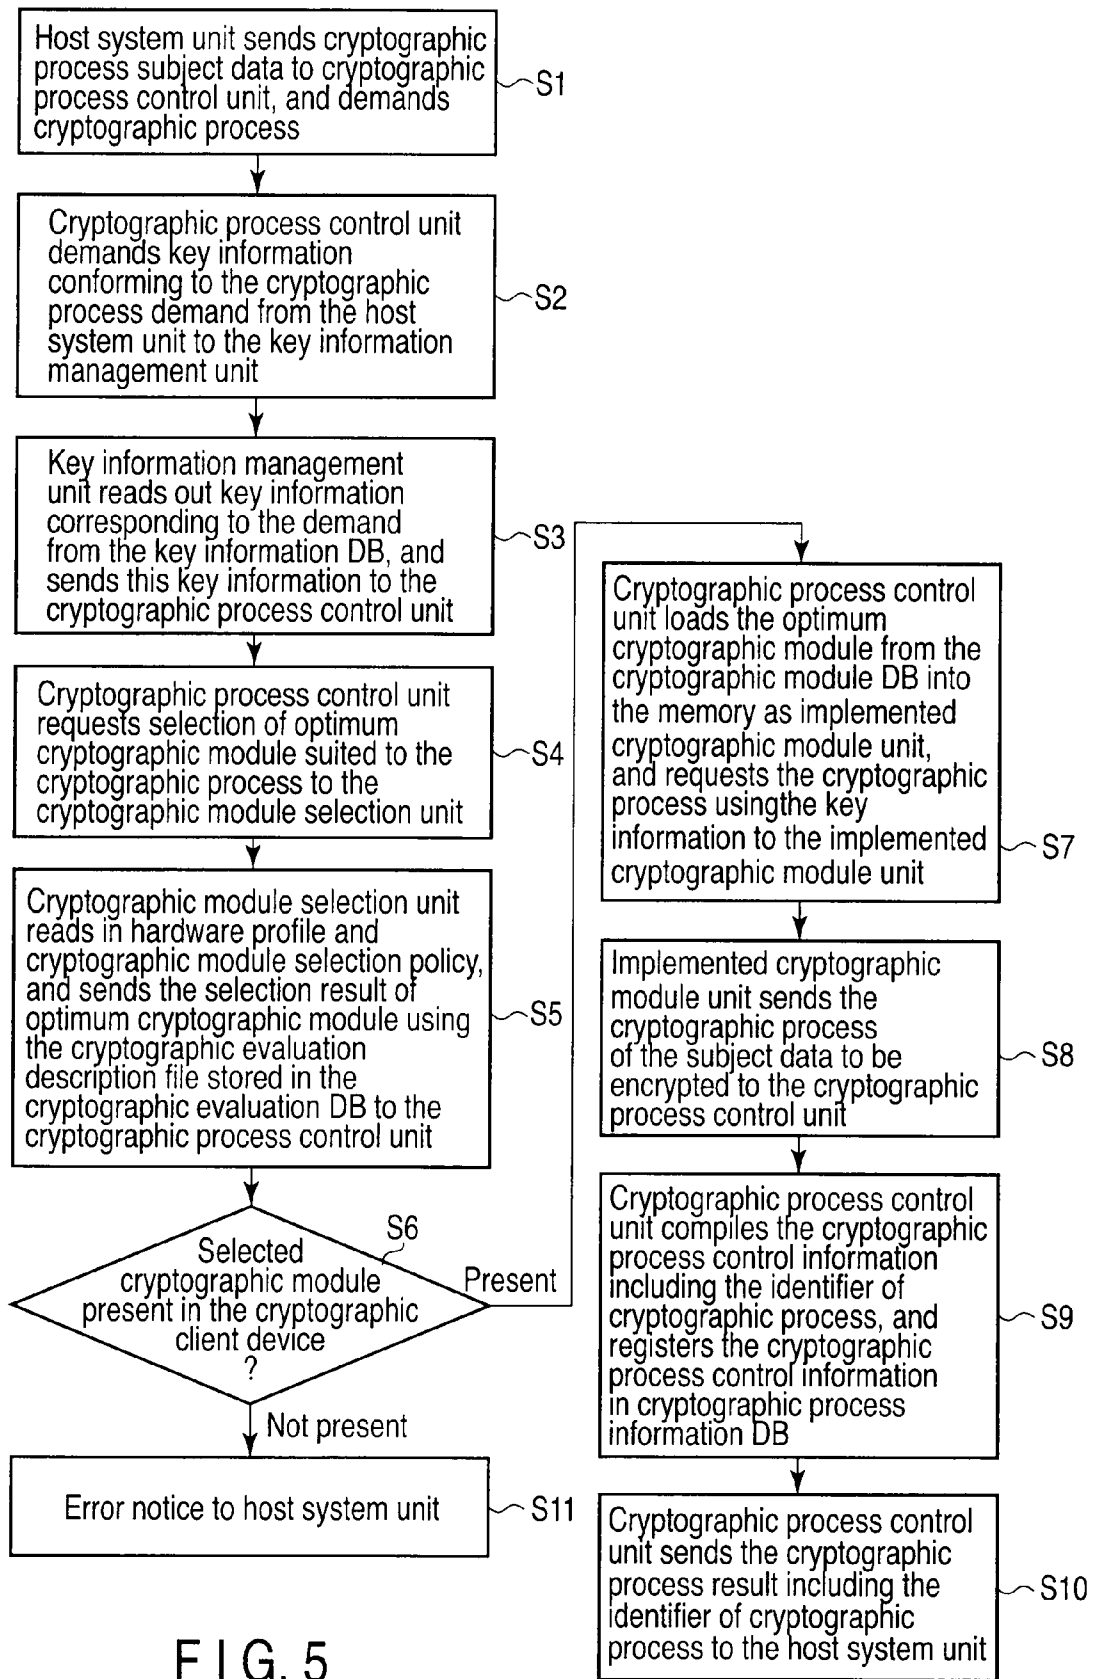 Host system unit sends cryptographic
process subject data to cryptographic
process control unit, and demands
cryptographic process
S1
Cryptographic process control unit
demands key information
conforming to the cryptographic
process demand from the host
system unit to the key information
management unit
S2
Key information management
unit reads out key information
corresponding to the demand
from the key information DB, and
sends this key information to the
cryptographic process control unit
S3
Cryptographic process control unit
requests selection of optimum
cryptographic module suited to the
cryptographic process to the
cryptographic module selection unit
S4
Cryptographic module selection unit
reads in hardware profile and
cryptographic module selection policy,
and sends the selection result of
optimum cryptographic module using
the cryptographic evaluation
description file stored in the
cryptographic evaluation DB to the
cryptographic process control unit
S5
S6
Selected
cryptographic module
present in the cryptographic
client device
?
Present
Not present
Error notice to host system unit
S11
Cryptographic process control
unit loads the optimum
cryptographic module from the
cryptographic module DB into
the memory as implemented
cryptographic module unit,
and requests the cryptographic
process usingthe key
information to the implemented
cryptographic module unit
S7
Implemented cryptographic
module unit sends the
cryptographic process
of the subject data to be
encrypted to the cryptographic
process control unit
S8
Cryptographic process control
unit compiles the cryptographic
process control information
including the identifier of
cryptographic process, and
registers the cryptographic
process control information
in cryptographic process
information DB
S9
Cryptographic process control
unit sends the cryptographic
process result including the
identifier of cryptographic
process to the host system unit
S10
FIG. 5